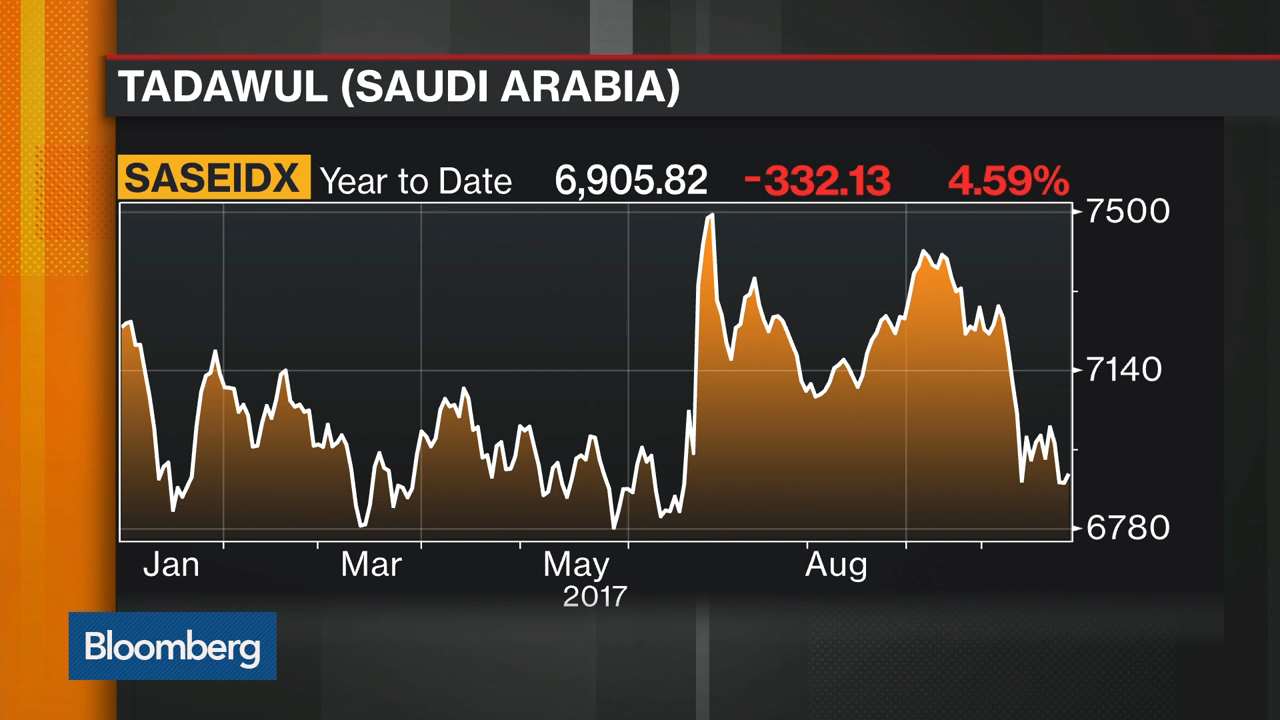 TADAWUL (SAUDI ARABIA)
SASEIDX Year to Date 6,905.82 -332.13 4.59%
7500
7140
6780
Jan Mar May Aug
2017
Bloomberg